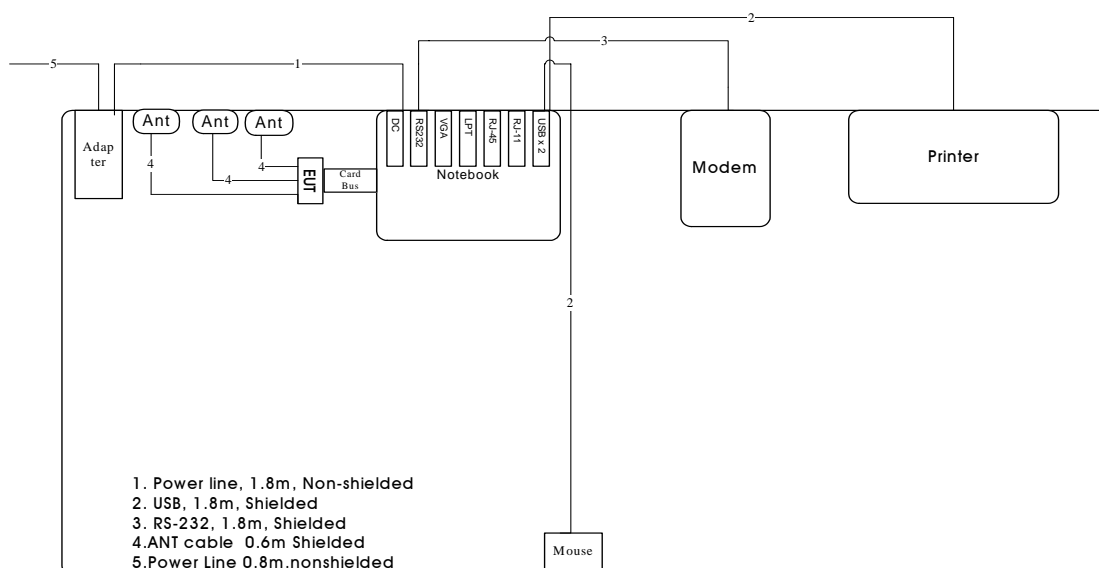 2
3
5
1
Ant
Ant
Ant
Adap
ter
4
4
4
EUT
Card
Bus
DC
RS232
VGA
LPT
RJ-45
RJ-11
USB x 2
Notebook
Modem
Printer
2
1. Power line, 1.8m, Non-shielded
2. USB, 1.8m, Shielded
3. RS-232, 1.8m, Shielded
4.ANT cable 0.6m Shielded
5.Power Line 0.8m,nonshielded
Mouse